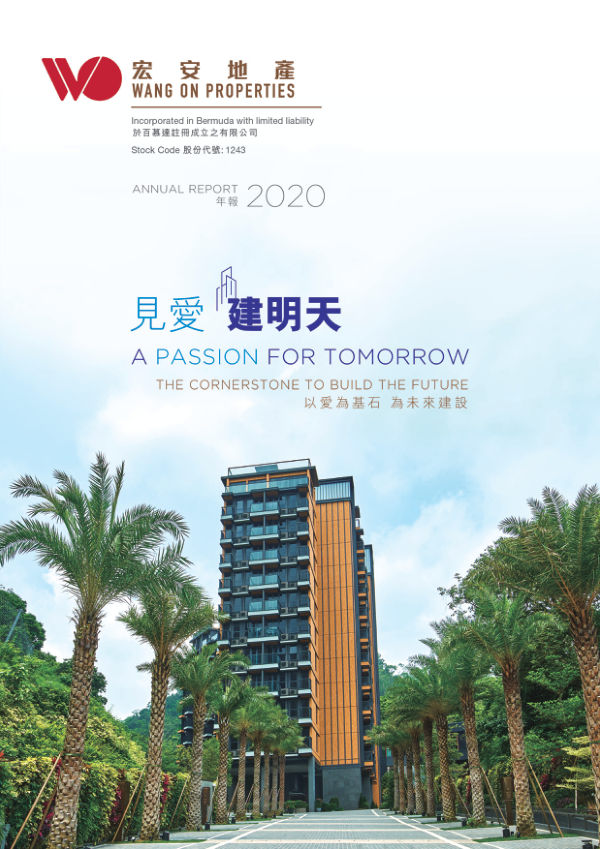 宏安地產
WANG ON PROPERTIES
Incorporated in Bermuda with limited liability
於百慕達註冊成立之有限公司
Stock Code 股份代號: 1243
ANNUAL REPORT 2020
年報
見愛 建明天
A PASSION FOR TOMORROW
THE CORNERSTONE TO BUILD THE FUTURE
以愛為基石 為未來建設